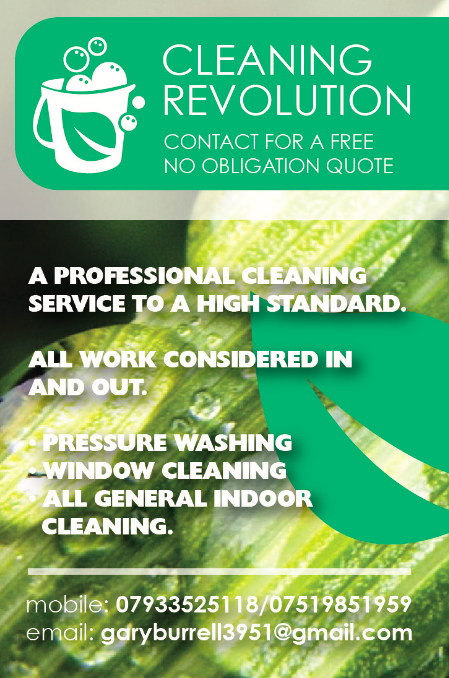 CLEANING
REVOLUTION
CONTACT FOR A FREE
NO OBLIGATION QUOTE
A PROFESSIONAL CLEANING
SERVICE TO A HIGH STANDARD.
ALL WORK CONSIDERED IN
AND OUT.
• PRESSURE WASHING
• WINDOW CLEANING
• ALL GENERAL INDOOR
CLEANING.
mobile: 07933525118/07519851959
email: garyburrell3951@gmail.com